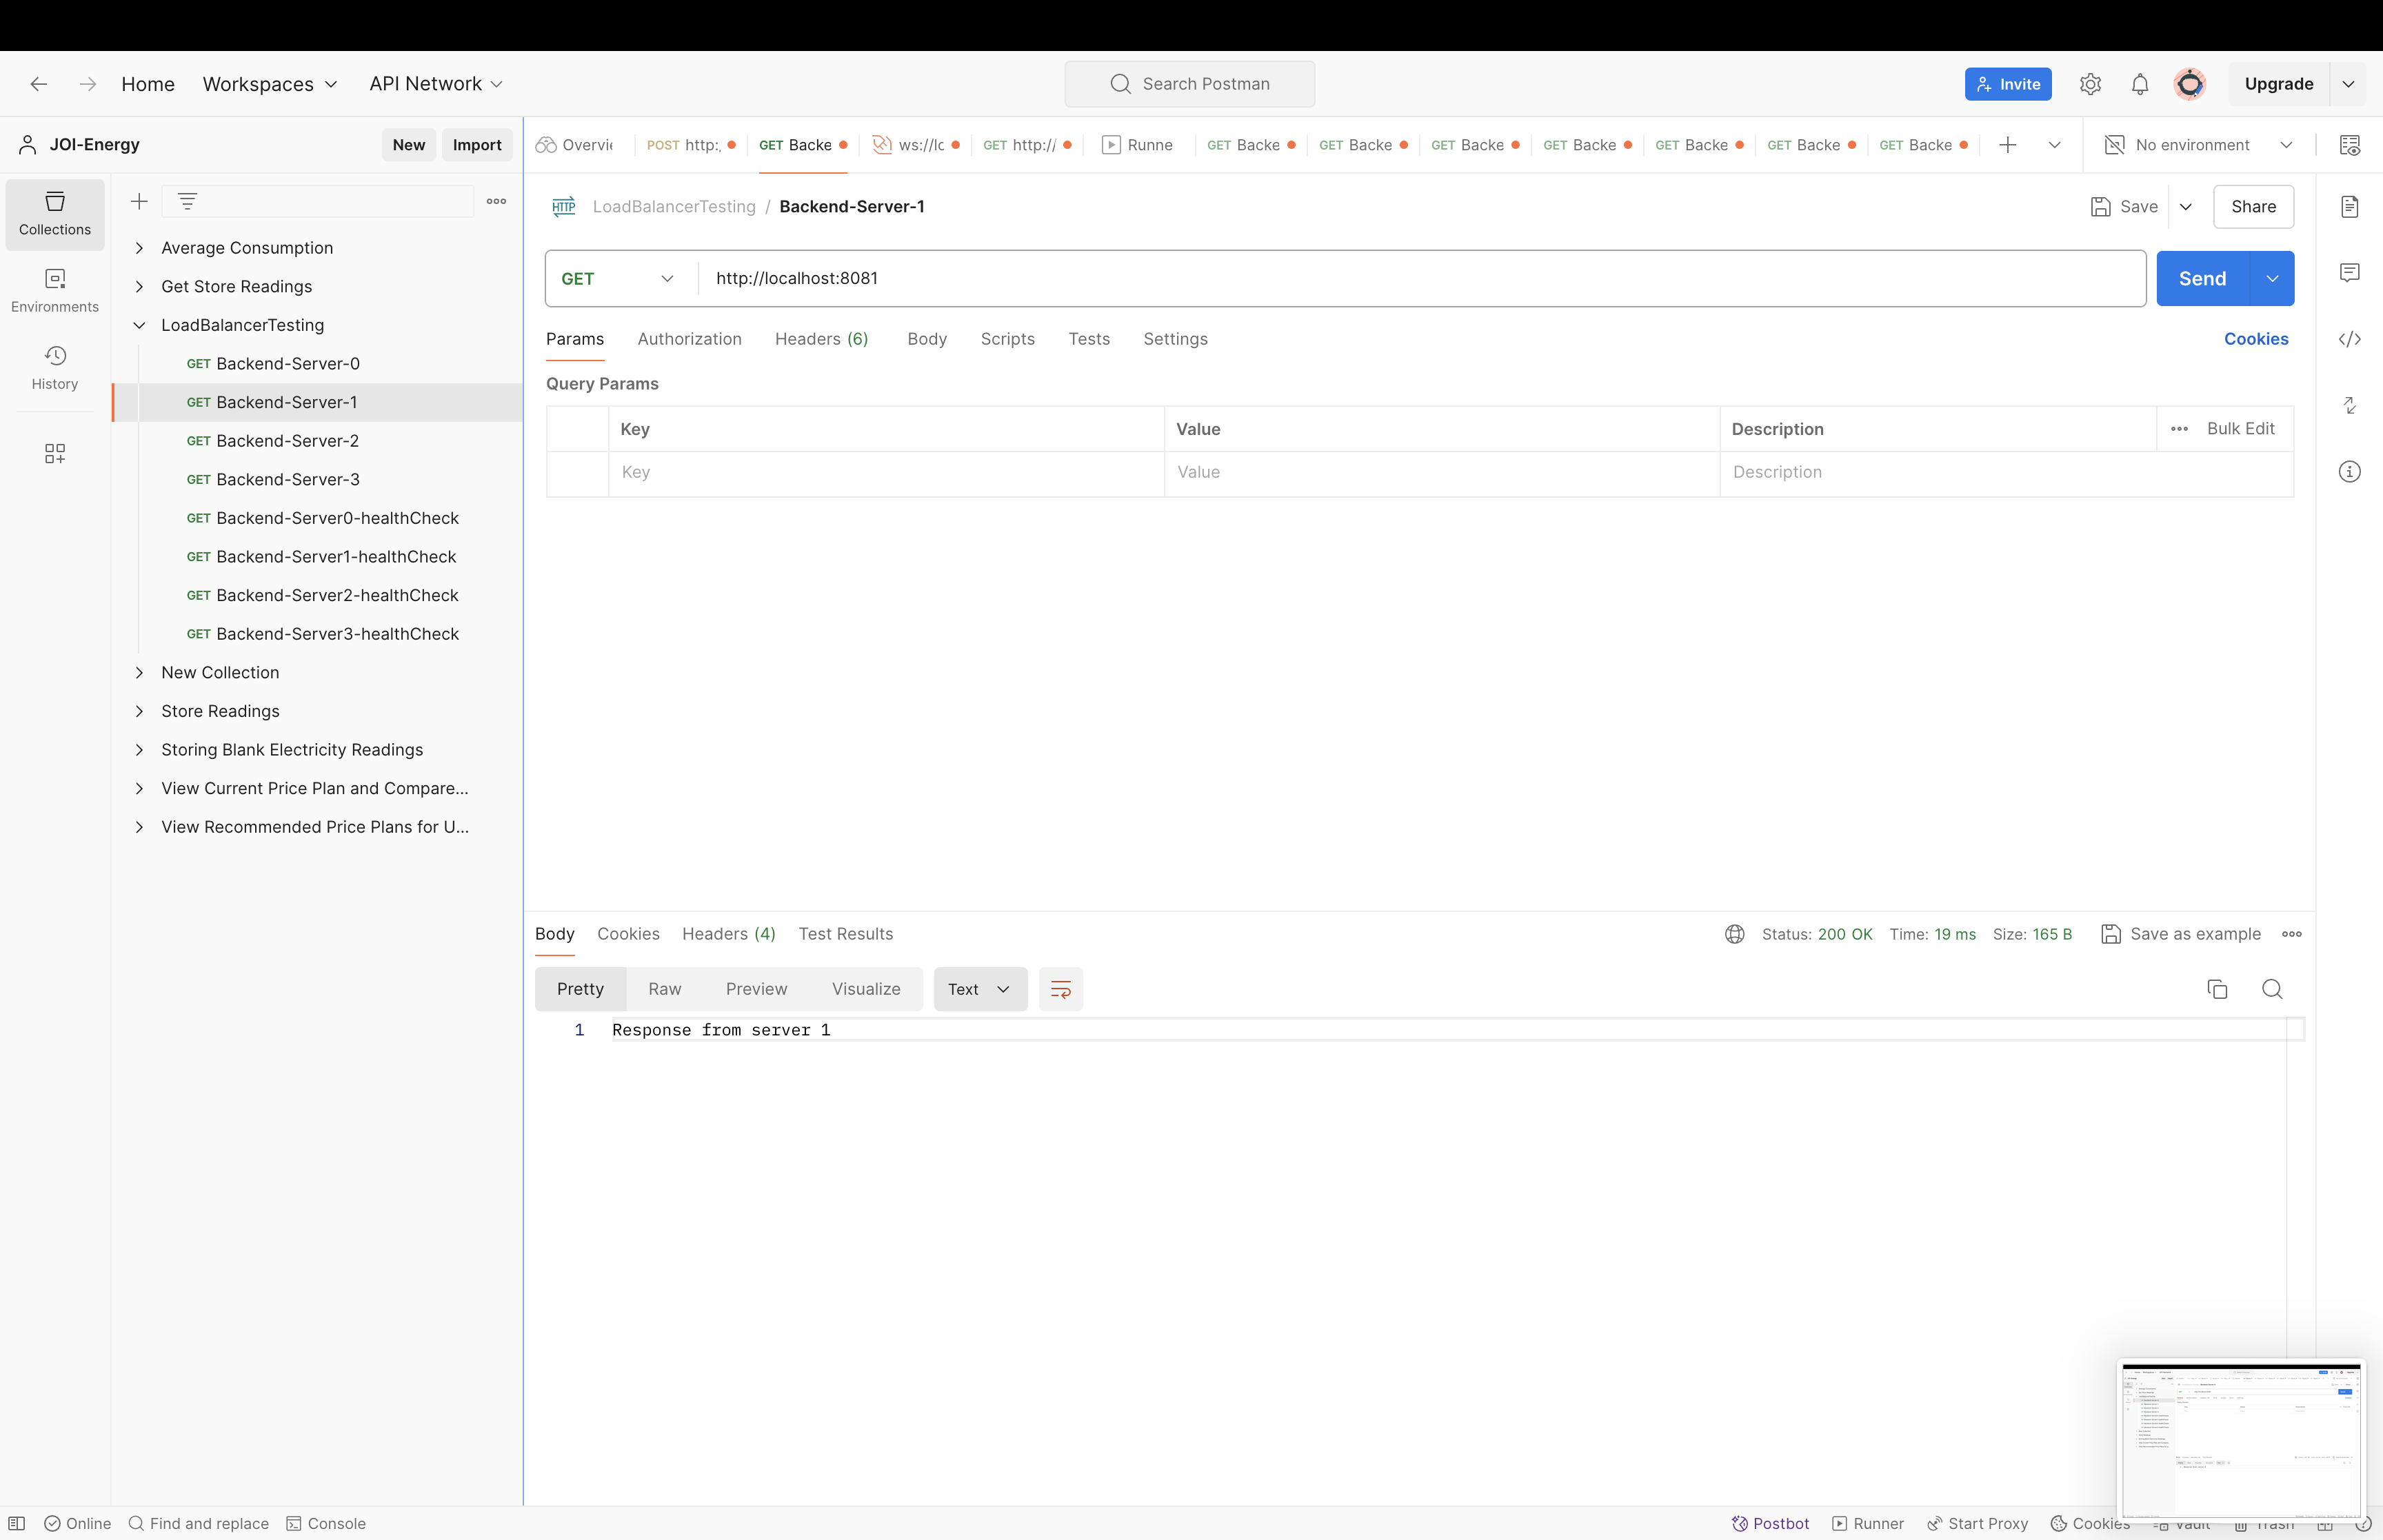 Home Workspaces API Network Search Postman Invite Upgrade
JOI-Energy New Import Overvie POST http:, GET Backe ws://lc GET http:// Runne GET Backe GET Backe GET Backe GET Backe GET Backe GET Backe GET Backe No environment
Collections
Environments
History
Average Consumption
Get Store Readings
LoadBalancerTesting
GET Backend-Server-0
GET Backend-Server-1
GET Backend-Server-2
GET Backend-Server-3
GET Backend-Server0-healthCheck
GET Backend-Server1-healthCheck
GET Backend-Server2-healthCheck
GET Backend-Server3-healthCheck
New Collection
Store Readings
Storing Blank Electricity Readings
View Current Price Plan and Compare...
View Recommended Price Plans for U...
HTTP LoadBalancerTesting / Backend-Server-1 Save Share
GET http://localhost:8081 Send
Params Authorization Headers (6) Body Scripts Tests Settings Cookies
Query Params
Key Value Description Bulk Edit
Key Value Description
Body Cookies Headers (4) Test Results Status: 200 OK Time: 19 ms Size: 165 B Save as example
Pretty Raw Preview Visualize Text
1 Response from server 1
Online Find and replace Console Postbot Runner Start Proxy Cookies Vault Trash